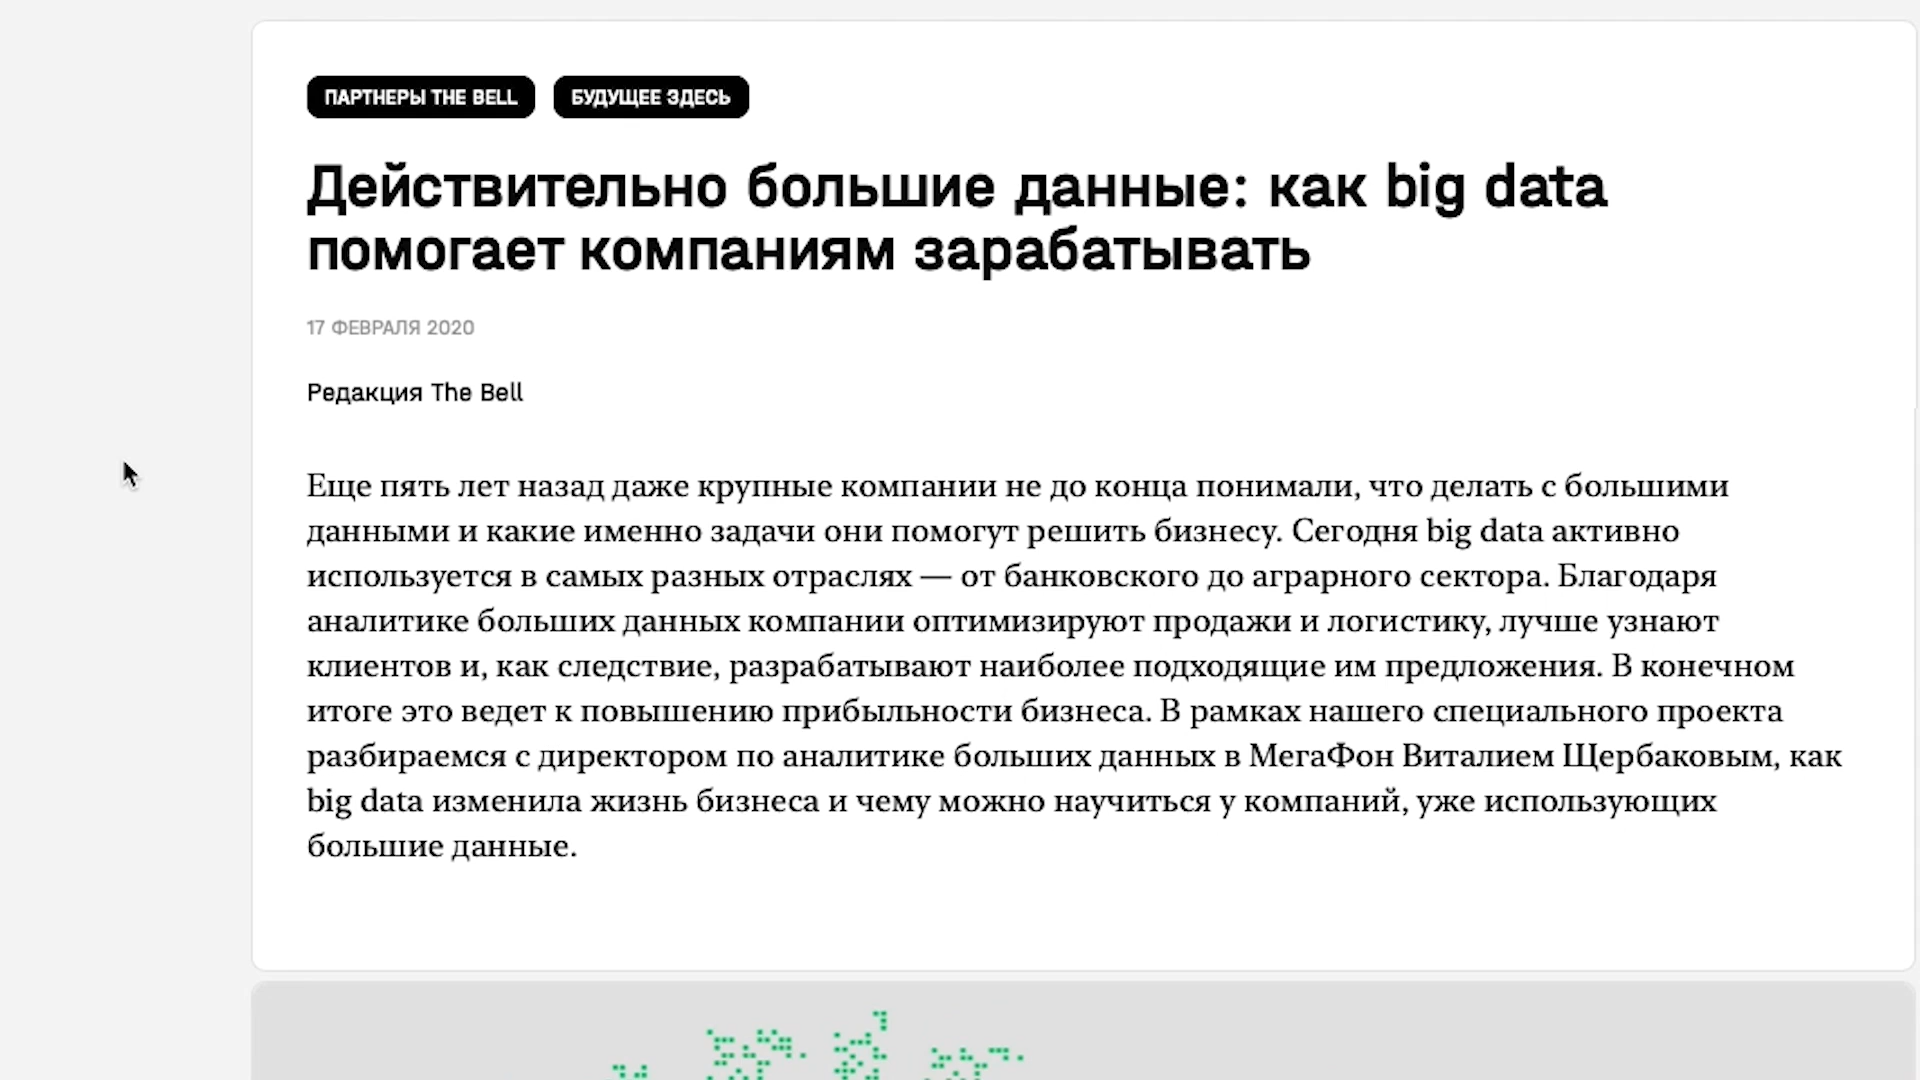 ПАРТНЕРЫ THE BELL БУДУЩЕЕ ЗДЕСЬ
Действительно большие данные: как big data
помогает компаниям зарабатывать
17 ФЕВРАЛЯ 2020
Редакция The Bell
Еще пять лет назад даже крупные компании не до конца понимали, что делать с большими
данными и какие именно задачи они помогут решить бизнесу. Сегодня big data активно
используется в самых разных отраслях — от банковского до аграрного сектора. Благодаря
аналитике больших данных компании оптимизируют продажи и логистику, лучше узнают
клиентов и, как следствие, разрабатывают наиболее подходящие им предложения. В конечном
итоге это ведет к повышению прибыльности бизнеса. В рамках нашего специального проекта
разбираемся с директором по аналитике больших данных в МегаФон Виталием Щербаковым, как
big data изменила жизнь бизнеса и чему можно научиться у компаний, уже использующих
большие данные.